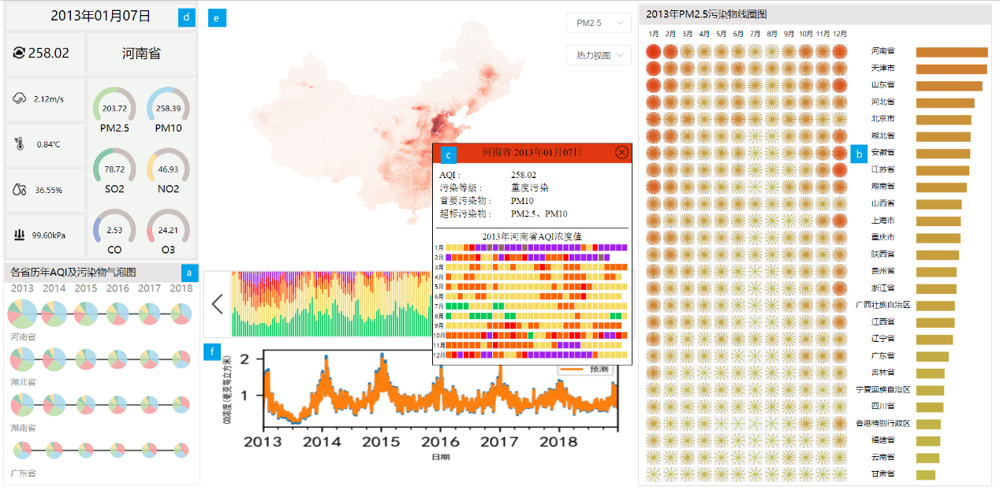 2013年01月07日
d
258.02
河南省
2.12m/s
0.84℃
36.55%
99.60kPa
203.72
PM2.5
258.39
PM10
78.72
SO2
46.93
NO2
2.53
CO
24.21
O3
各省历年AQI及污染物气泡图
a
2013 2014 2015 2016 2017 2018
河南省
湖北省
湖南省
广东省
e
PM2.5
热力视图
c
河南省 2013年01月07日
AQI : 258.02
污染等级 : 重度污染
首要污染物 : PM10
超标污染物 : PM2.5、PM10
2013年河南省AQI浓度值
1月
2月
3月
4月
5月
6月
7月
8月
9月
10月
11月
12月
f
CO浓度(毫克每立方米)
2
1
预测
2013 2014 2015 2016 2017 2018
日期
2013年PM2.5污染物线圈图
1月 2月 3月 4月 5月 6月 7月 8月 9月 10月 11月 12月
b
河南省
天津市
山东省
河北省
北京市
湖北省
安徽省
江苏省
湖南省
山西省
上海市
重庆市
陕西省
贵州省
浙江省
广西壮族自治区
江西省
辽宁省
广东省
吉林省
宁夏回族自治区
四川省
香港特别行政区
福建省
云南省
甘肃省